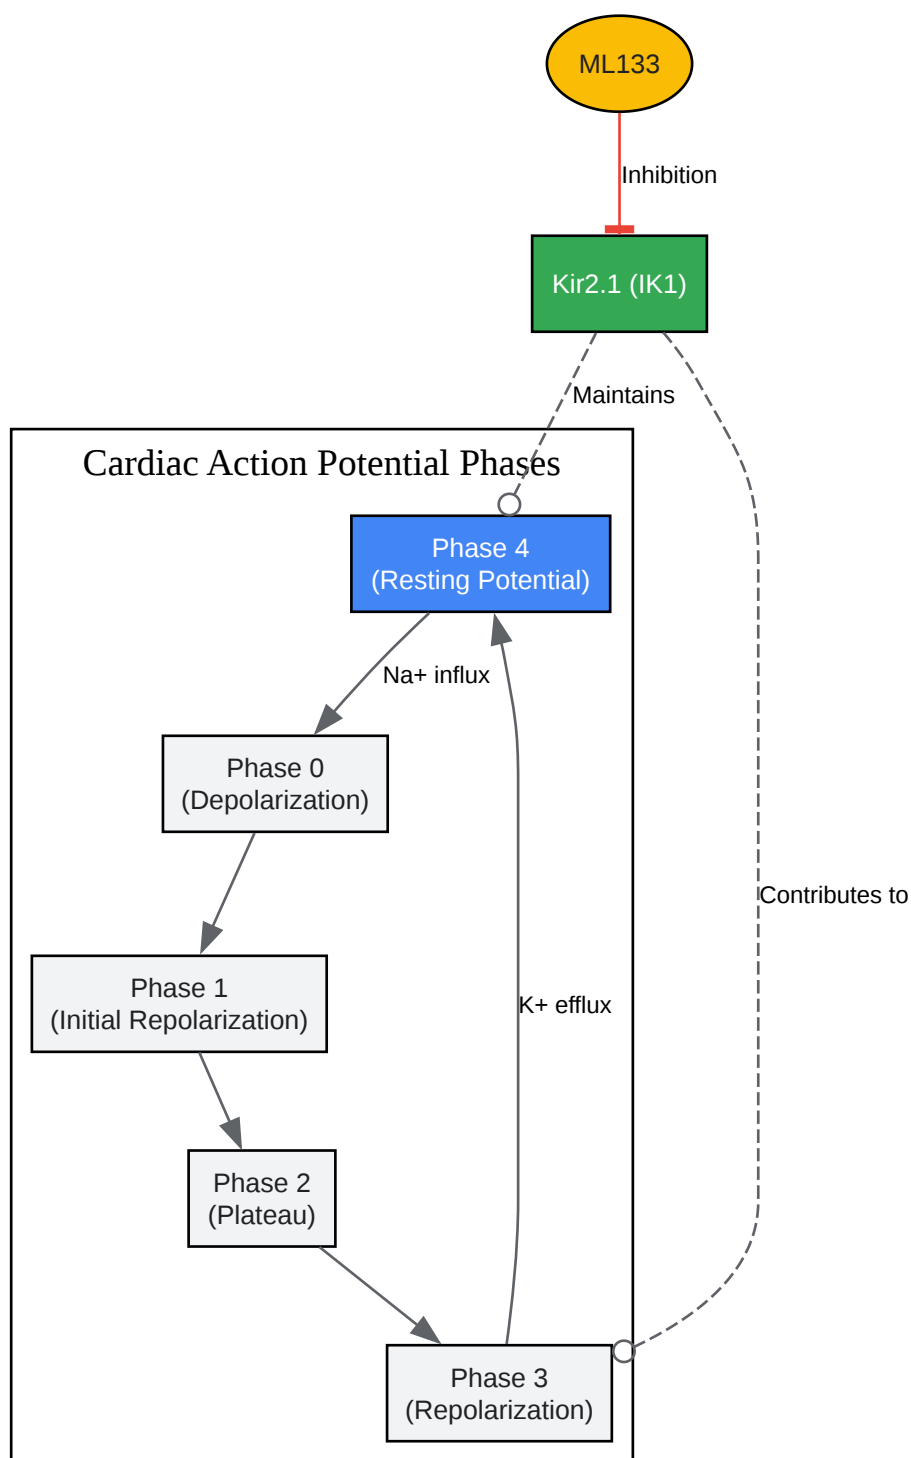 ML133
Inhibition
Kir2.1 (IK1)
Maintains
Cardiac Action Potential Phases
Phase 4
(Resting Potential)
Na+ influx
Phase 0
(Depolarization)
Contributes to
Phase 1
(Initial Repolarization)
K+ efflux
Phase 2
(Plateau)
Phase 3
(Repolarization)